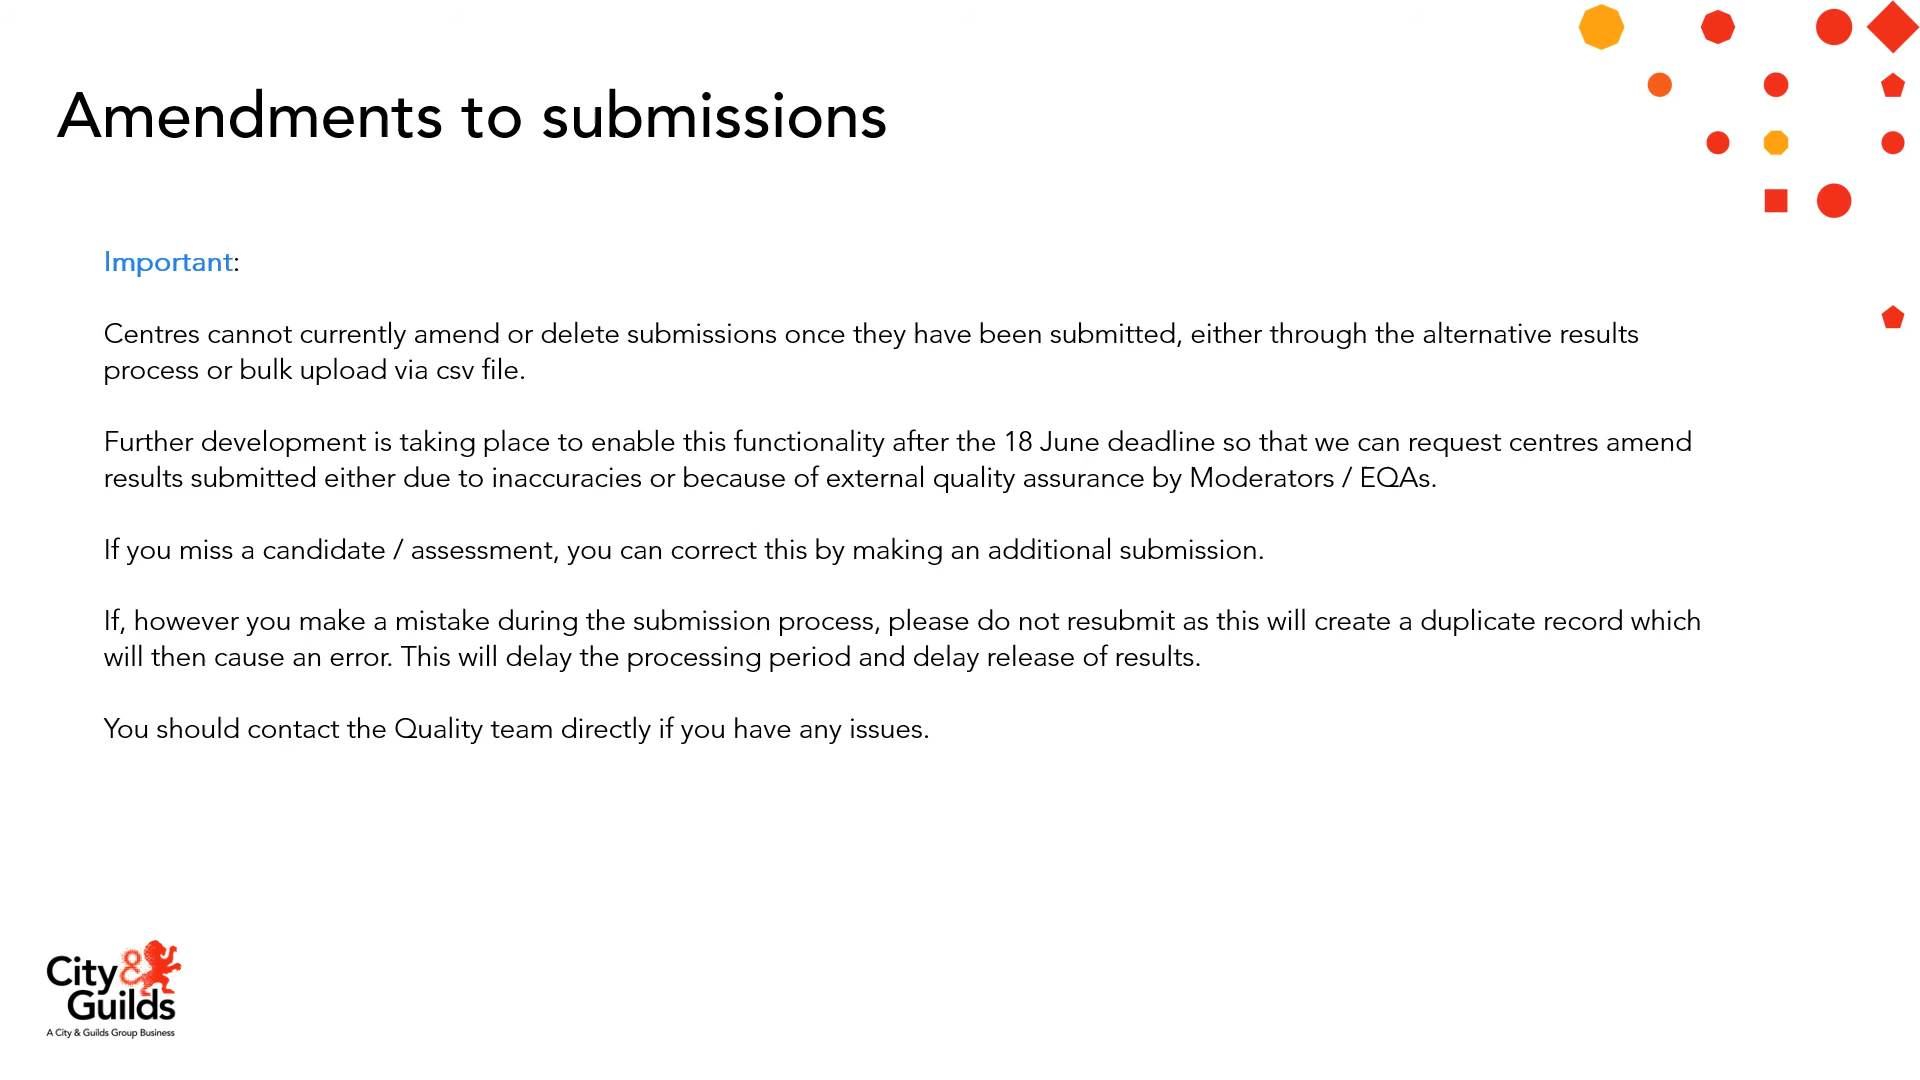 Amendments to submissions
Important:
Centres cannot currently amend or delete submissions once they have been submitted, either through the alternative results
process or bulk upload via csv file.
Further development is taking place to enable this functionality after the 18 June deadline so that we can request centres amend
results submitted either due to inaccuracies or because of external quality assurance by Moderators / EQAs.
If you miss a candidate / assessment, you can correct this by making an additional submission.
If, however you make a mistake during the submission process, please do not resubmit as this will create a duplicate record which
will then cause an error. This will delay the processing period and delay release of results.
You should contact the Quality team directly if you have any issues.
City &
Guilds
A City & Guilds Group Business